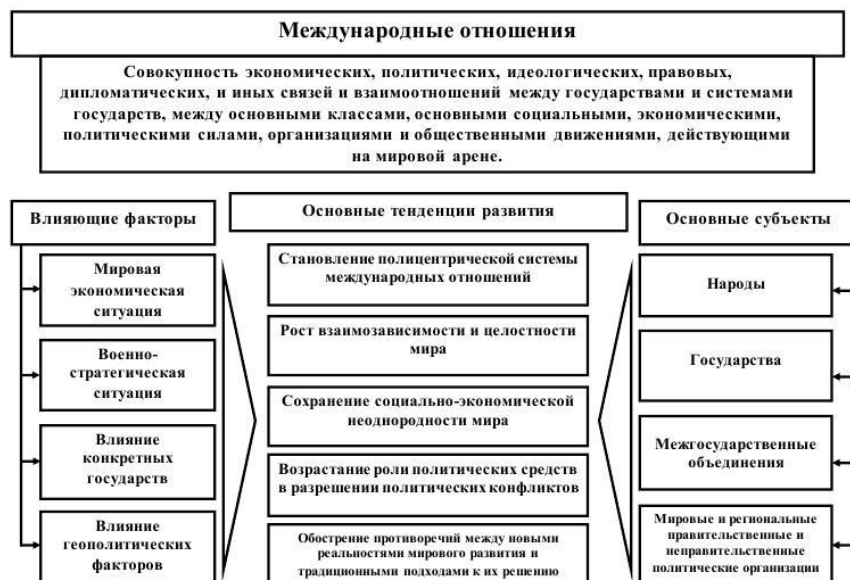 Международные отношения
Совокупность экономических, политических, идеологических, правовых,
дипломатических, и иных связей и взаимоотношений между государствами и системами
государств, между основными классами, основными социальными, экономическими,
политическими силами, организациями и общественными движениями, действующими
на мировой арене.
Влияющие факторы
Мировая
экономическая
ситуация
Военно-
стратегическая
ситуация
Влияние
конкретных
государств
Влияние
геополитических
факторов
Основные тенденции развития
Становление полицентрической системы
международных отношений
Рост взаимозависимости и целостности
мира
Сохранение социально-экономической
неоднородности мира
Возрастание роли политических средств
в разрешении политических конфликтов
Обострение противоречий между новыми
реальностями мирового развития и
традиционными подходами к их решению
Основные субъекты
Народы
Государства
Межгосударственные
объединения
Мировые и региональные
правительственные и
неправительственные
политические организации